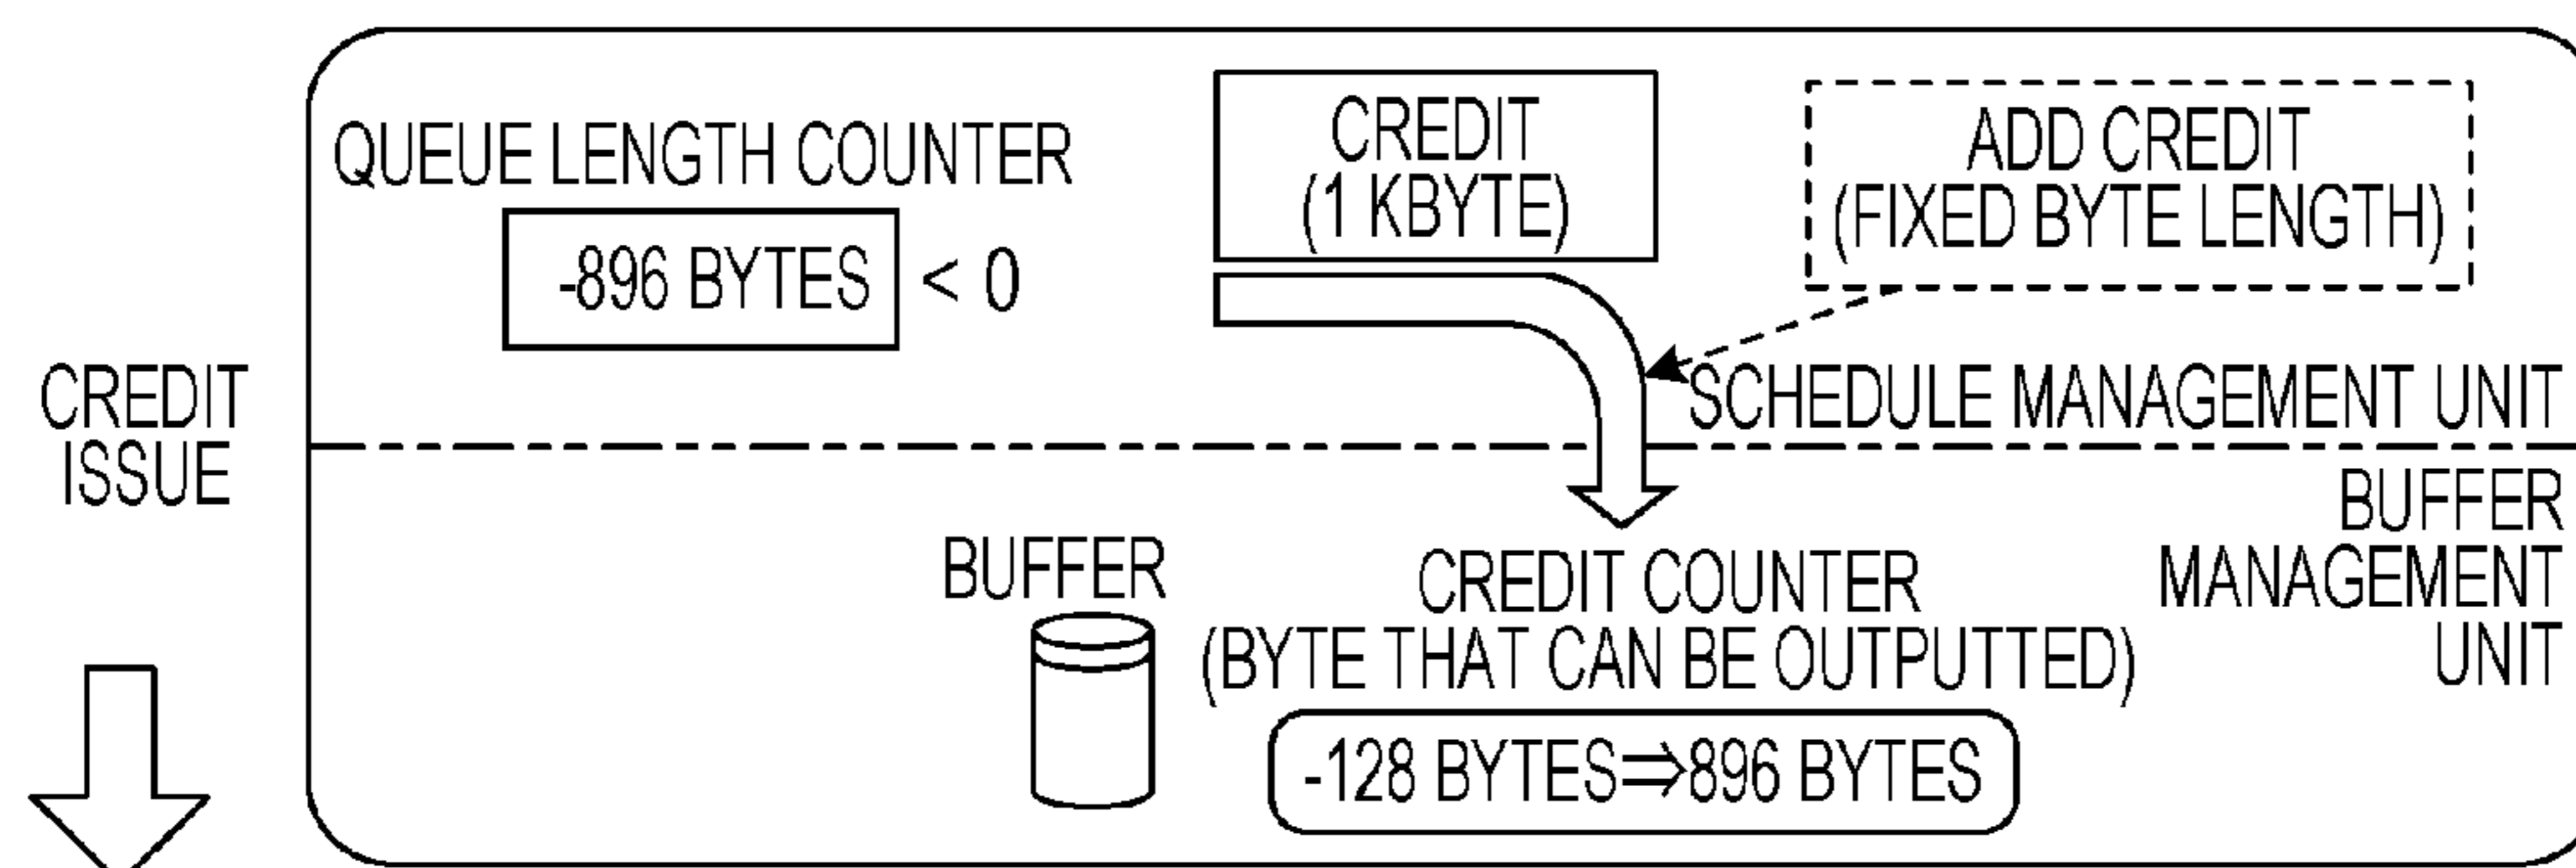 CREDIT
ISSUE
QUEUE LENGTH COUNTER
-896 BYTES < 0
CREDIT
(1 KBYTE)
ADD CREDIT
(FIXED BYTE LENGTH)
SCHEDULE MANAGEMENT UNIT
BUFFER
MANAGEMENT
UNIT
BUFFER
CREDIT COUNTER
(BYTE THAT CAN BE OUTPUTTED)
-128 BYTES⇒896 BYTES